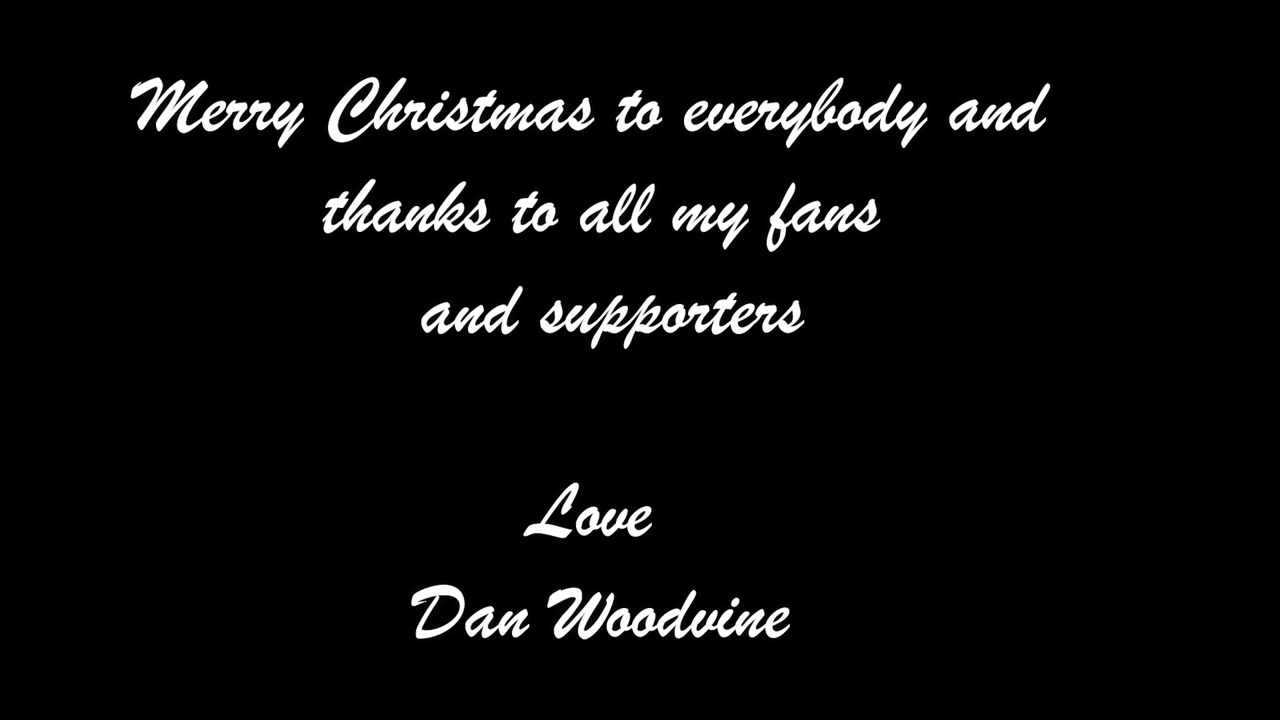 Merry Christmas to everybody and
thanks to all my fans
and supporters
Love
Dan Woodvine